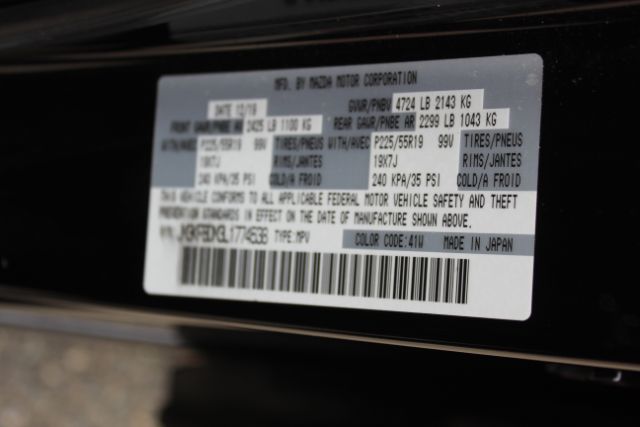 MFD. BY MAZDA MOTOR CORPORATION
DATE 12/19 GVWR/PNBV 4724 LB 2143 KG
FRONT GAWR/PNBE AR 2425 LB 1100 KG REAR GAWR/PNBE AR 2299 LB 1043 KG
WITH/AVEC P225/55R19 99V TIRES/PNEUS WITH/AVEC P225/55R19 99V TIRES/PNEUS
19X7J RIMS/JANTES 19X7J RIMS/JANTES
240 KPA/35 PSI COLD/A FROID 240 KPA/35 PSI COLD/A FROID
THIS VEHICLE CONFORMS TO ALL APPLICABLE FEDERAL MOTOR VEHICLE SAFETY AND THEFT
PREVENTION STANDARDS IN EFFECT ON THE DATE OF MANUFACTURE SHOWN ABOVE.
TYPE:MPV COLOR CODE:41W MADE IN JAPAN